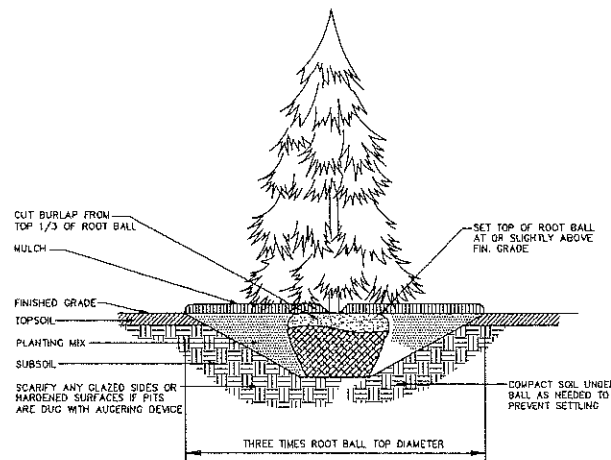 CUT BURLAP FROM
TOP 1/3 OF ROOT BALL
MULCH
FINISHED GRADE
TOPSOIL
PLANTING MIX
SUBSOIL
SCARIFY ANY GLAZED SIDES OR
HARDENED SURFACES IF PITS
ARE DUG WITH AUGERING DEVICE
SET TOP OF ROOT BALL
AT OR SLIGHTLY ABOVE
FIN. GRADE
COMPACT SOIL UNDER
BALL AS NEEDED TO
PREVENT SETTLING
THREE TIMES ROOT BALL TOP DIAMETER